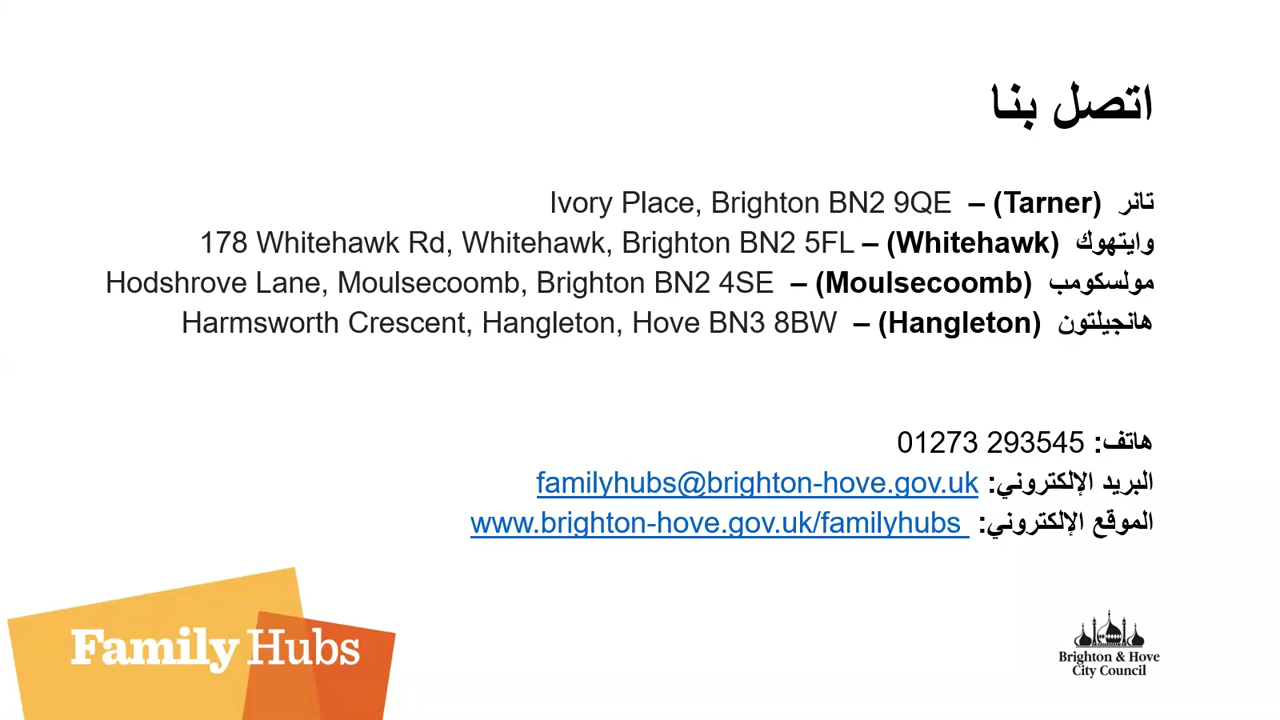 اتصل بنا
تانر (Tarner) – Ivory Place, Brighton BN2 9QE
وايتهوك (Whitehawk) – 178 Whitehawk Rd, Whitehawk, Brighton BN2 5FL
مولسكومب (Moulsecoomb) – Hodshrove Lane, Moulsecoomb, Brighton BN2 4SE
هانجيلتون (Hangleton) – Harmsworth Crescent, Hangleton, Hove BN3 8BW
هاتف: 01273 293545
البريد الإلكتروني: familyhubs@brighton-hove.gov.uk
الموقع الإلكتروني: www.brighton-hove.gov.uk/familyhubs
Family Hubs
Brighton & Hove
City Council